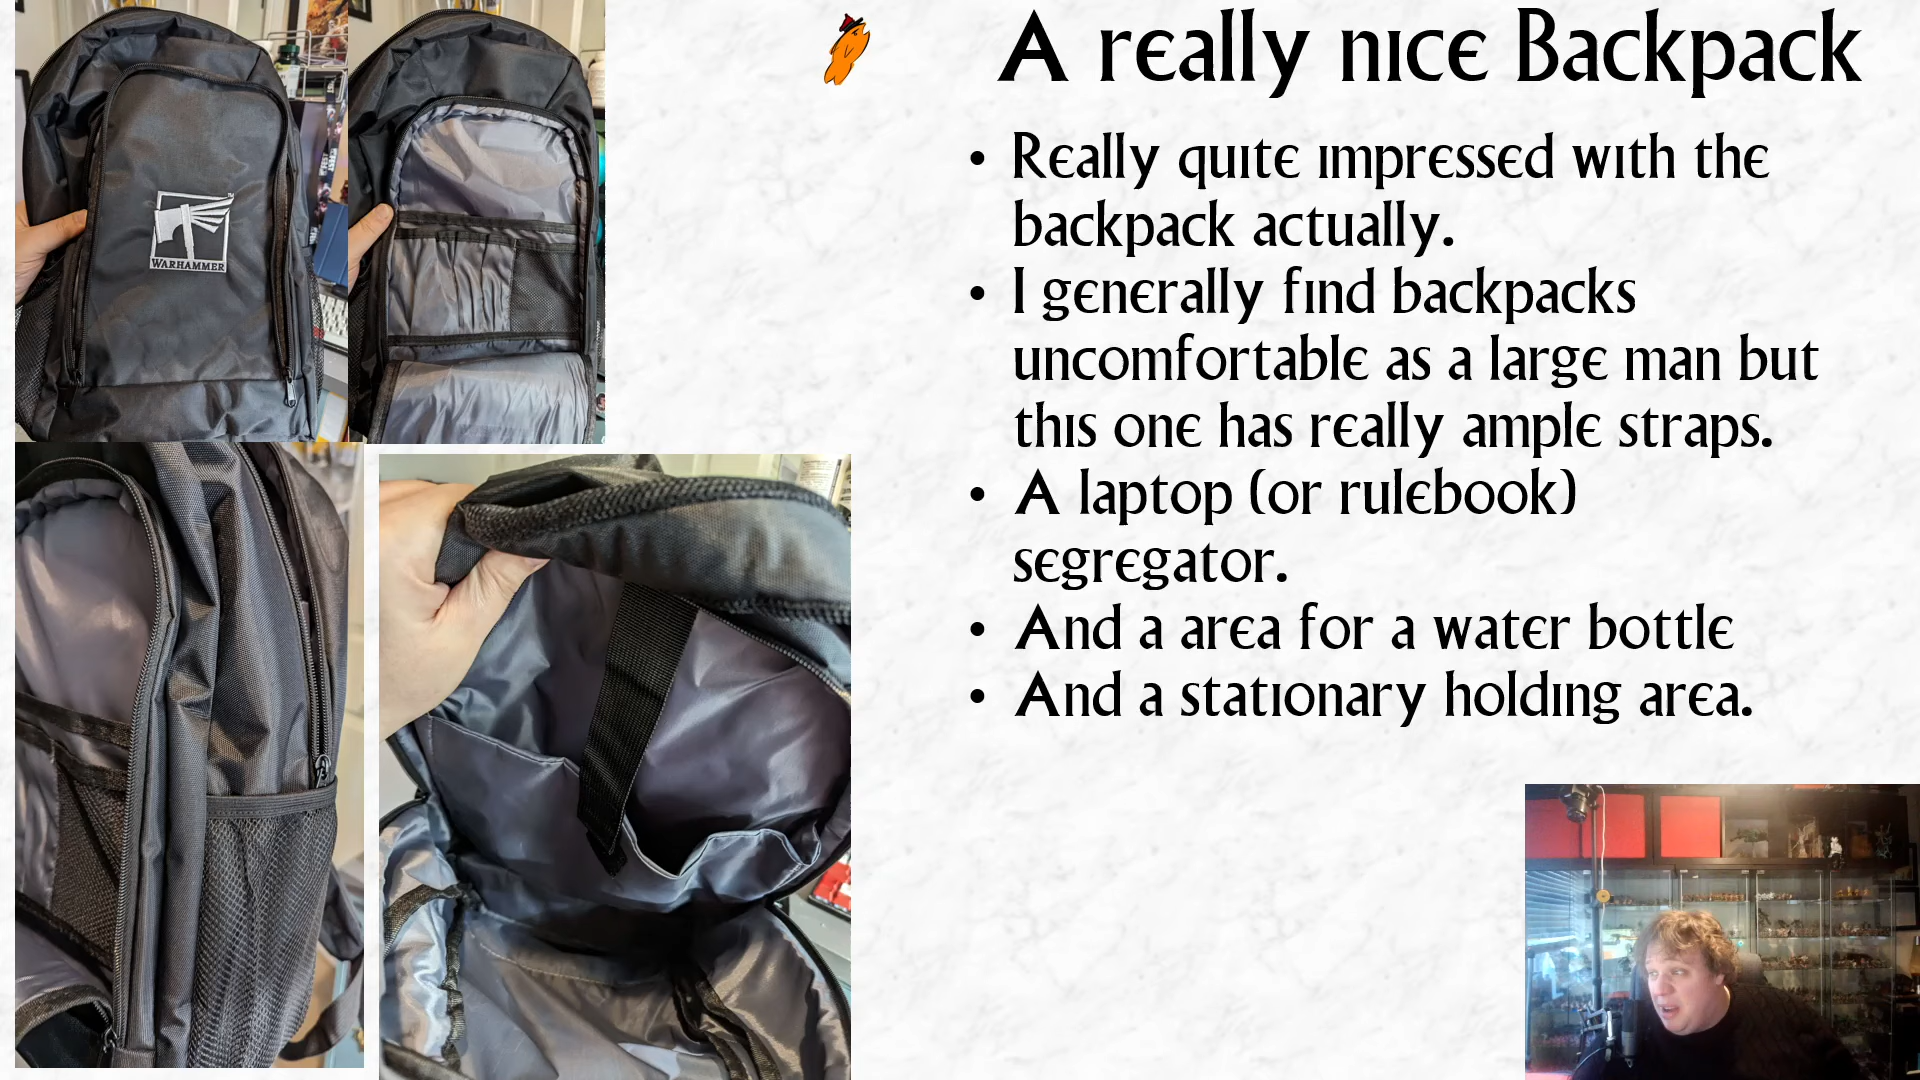 A really nice Backpack
• Really quite impressed with the
backpack actually.
• I generally find backpacks
uncomfortable as a large man but
this one has really ample straps.
• A laptop (or rulebook)
segregator.
• And a area for a water bottle
• And a stationary holding area.
WARHAMMER
TM